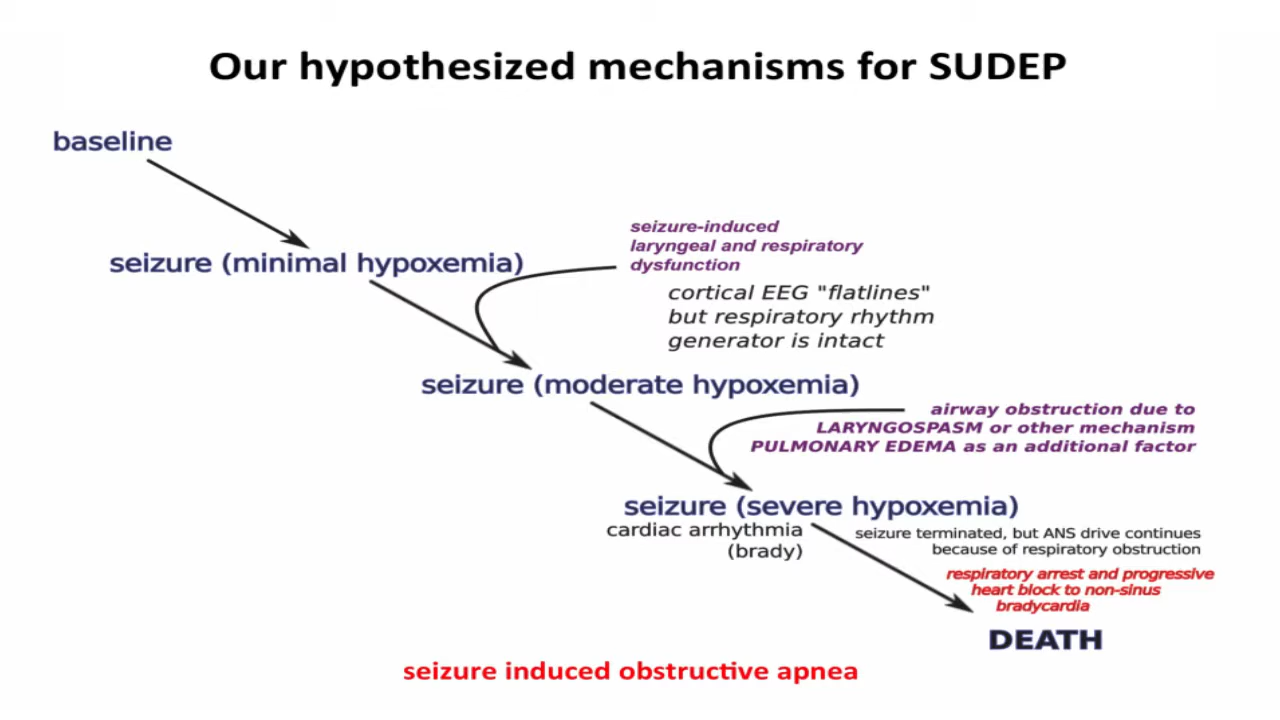 Our hypothesized mechanisms for SUDEP
baseline
seizure (minimal hypoxemia)
seizure-induced
laryngeal and respiratory
dysfunction
cortical EEG "flatlines"
but respiratory rhythm
generator is intact
seizure (moderate hypoxemia)
airway obstruction due to
LARYNGOSPASM or other mechanism
PULMONARY EDEMA as an additional factor
seizure (severe hypoxemia)
cardiac arrhythmia
(brady)
seizure terminated, but ANS drive continues
because of respiratory obstruction
respiratory arrest and progressive
heart block to non-sinus
bradycardia
DEATH
seizure induced obstructive apnea